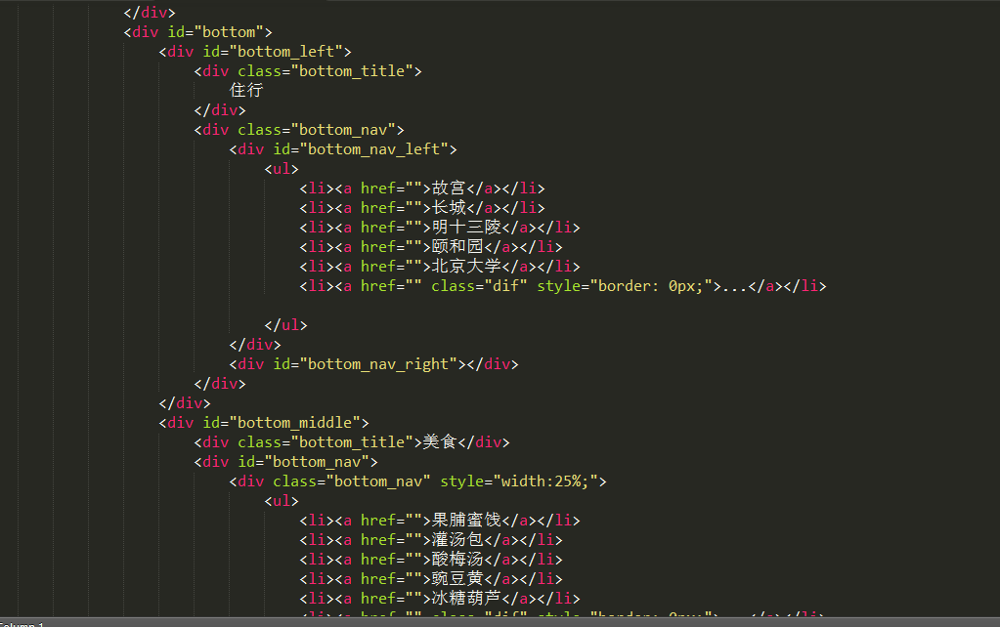 </div>
<div id="bottom">
<div id="bottom_left">
<div class="bottom_title">
住行
</div>
<div class="bottom_nav">
<div id="bottom_nav_left">
<ul>
<li><a href="">故宫</a></li>
<li><a href="">长城</a></li>
<li><a href="">明十三陵</a></li>
<li><a href="">颐和园</a></li>
<li><a href="">北京大学</a></li>
<li><a href="" class="dif" style="border: 0px;">...</a></li>
</ul>
</div>
<div id="bottom_nav_right"></div>
</div>
</div>
<div id="bottom_middle">
<div class="bottom_title">美食</div>
<div id="bottom_nav">
<div class="bottom_nav" style="width:25%;">
<ul>
<li><a href="">果脯蜜饯</a></li>
<li><a href="">灌汤包</a></li>
<li><a href="">酸梅汤</a></li>
<li><a href="">豌豆黄</a></li>
<li><a href="">冰糖葫芦</a></li>